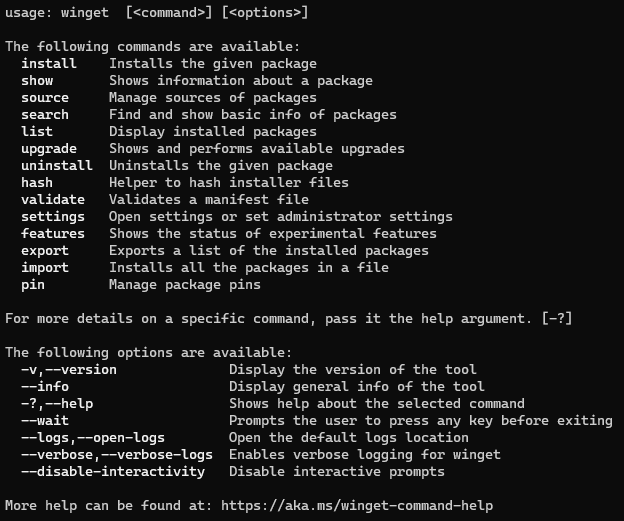 usage: winget  [<command>] [<options>]

The following commands are available:
  install    Installs the given package
  show       Shows information about a package
  source     Manage sources of packages
  search     Find and show basic info of packages
  list       Display installed packages
  upgrade    Shows and performs available upgrades
  uninstall  Uninstalls the given package
  hash       Helper to hash installer files
  validate   Validates a manifest file
  settings   Open settings or set administrator settings
  features   Shows the status of experimental features
  export     Exports a list of the installed packages
  import     Installs all the packages in a file
  pin        Manage package pins

For more details on a specific command, pass it the help argument. [-?]

The following options are available:
  -v,--version              Display the version of the tool
  --info                    Display general info of the tool
  -?,--help                 Shows help about the selected command
  --wait                    Prompts the user to press any key before exiting
  --logs,--open-logs        Open the default logs location
  --verbose,--verbose-logs  Enables verbose logging for winget
  --disable-interactivity   Disable interactive prompts

More help can be found at: https://aka.ms/winget-command-help